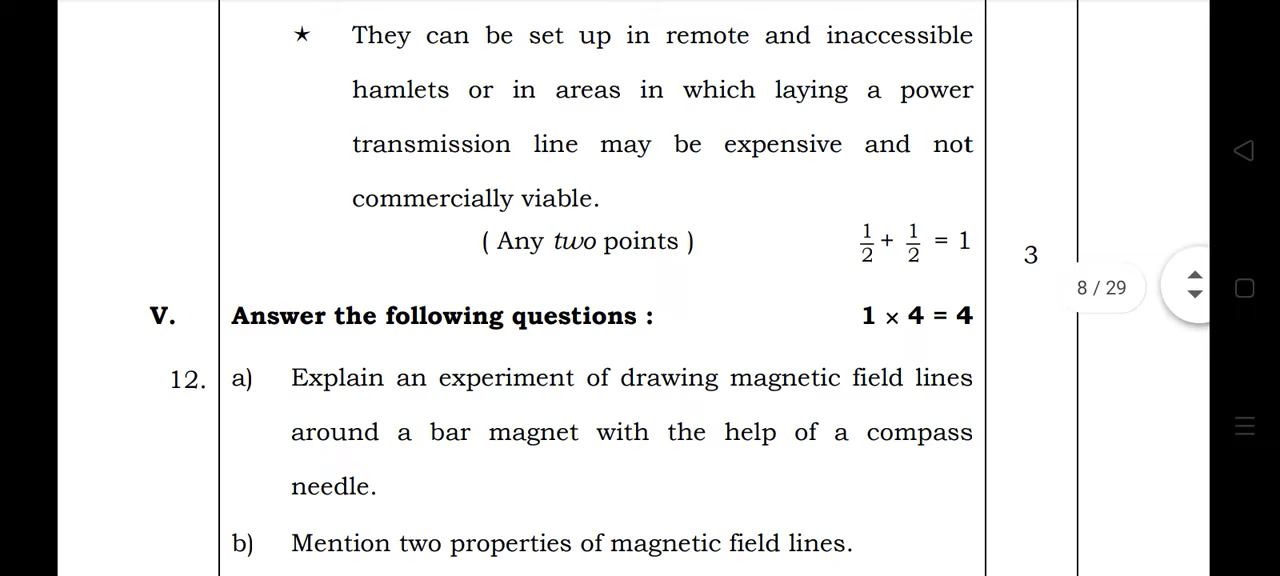 ★ They can be set up in remote and inaccessible
hamlets or in areas in which laying a power
transmission line may be expensive and not
commercially viable.
( Any two points ) 1/2 + 1/2 = 1
3
8 / 29
V. Answer the following questions : 1 × 4 = 4
12. a) Explain an experiment of drawing magnetic field lines
around a bar magnet with the help of a compass
needle.
b) Mention two properties of magnetic field lines.